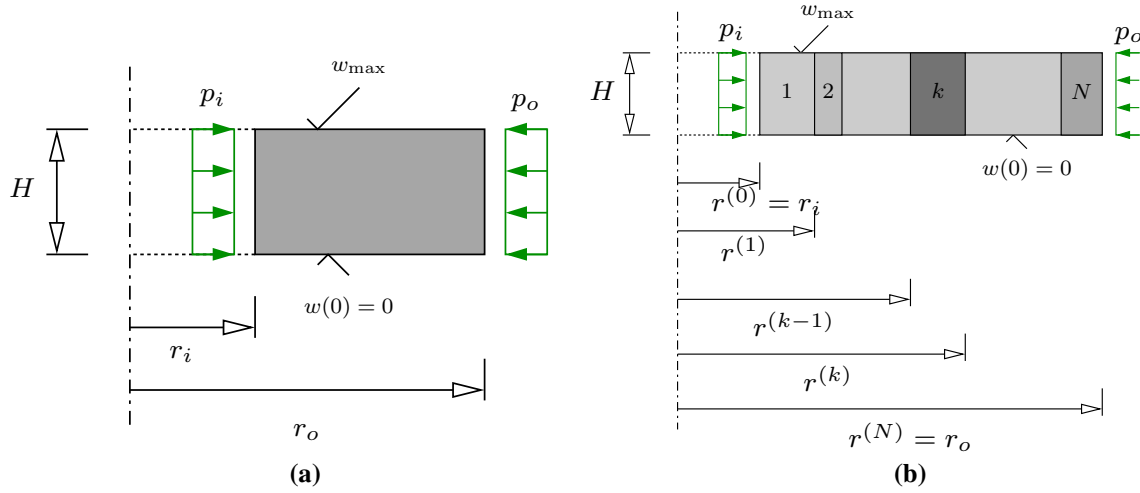 w_max
p_i
p_o
H
w(0) = 0
r_i
r_o
(a)
w_max
p_i
p_o
H
1
2
k
N
w(0) = 0
r^(0) = r_i
r^(1)
r^(k−1)
r^(k)
r^(N) = r_o
(b)